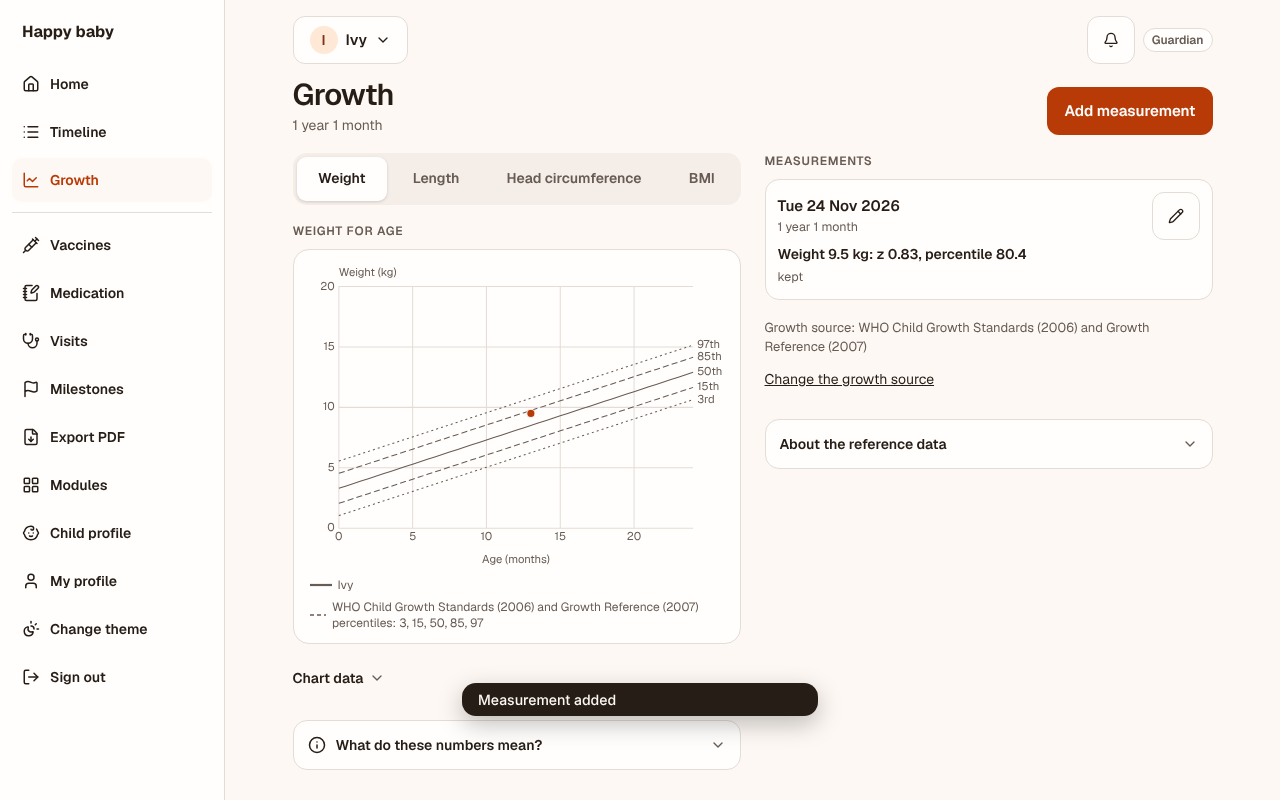 Happy baby
Home
Timeline
Growth
Vaccines
Medication
Visits
Milestones
Export PDF
Modules
Child profile
My profile
Change theme
Sign out
I Ivy
Guardian
Growth
1 year 1 month
Add measurement
Weight Length Head circumference BMI
WEIGHT FOR AGE
Weight (kg)
20
15
10
5
0
0 5 10 15 20
97th
85th
50th
15th
3rd
Age (months)
Ivy
WHO Child Growth Standards (2006) and Growth Reference (2007)
percentiles: 3, 15, 50, 85, 97
Chart data
What do these numbers mean?
MEASUREMENTS
Tue 24 Nov 2026
1 year 1 month
Weight 9.5 kg: z 0.83, percentile 80.4
kept
Growth source: WHO Child Growth Standards (2006) and Growth
Reference (2007)
Change the growth source
About the reference data
Measurement added